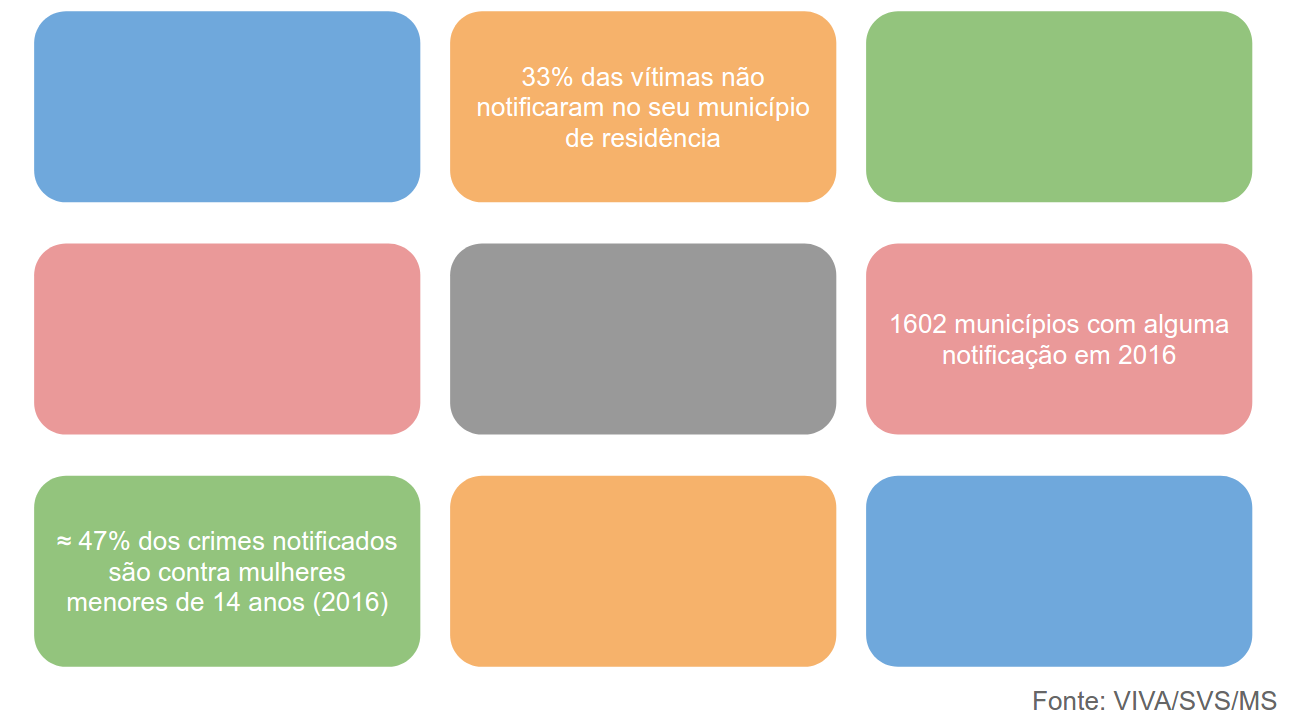 33% das vítimas não
notificaram no seu município
de residência
1602 municípios com alguma
notificação em 2016
≈ 47% dos crimes notificados
são contra mulheres
menores de 14 anos (2016)
Fonte: VIVA/SVS/MS